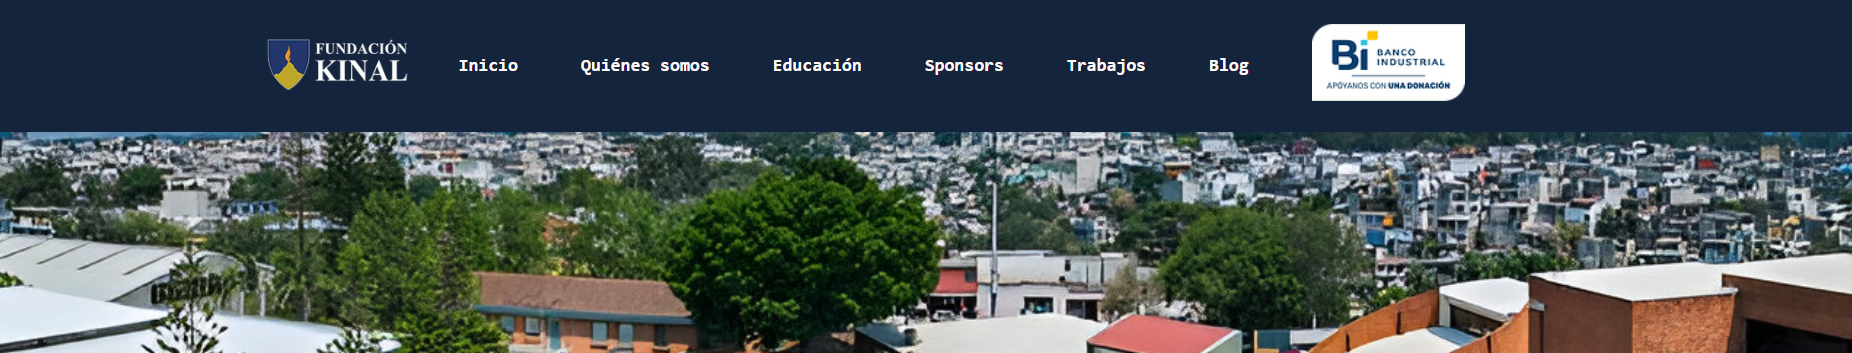 FUNDACIÓN
KINAL
Inicio
Quiénes somos
Educación
Sponsors
Trabajos
Blog
Bi BANCO
INDUSTRIAL
APÓYANOS CON UNA DONACIÓN